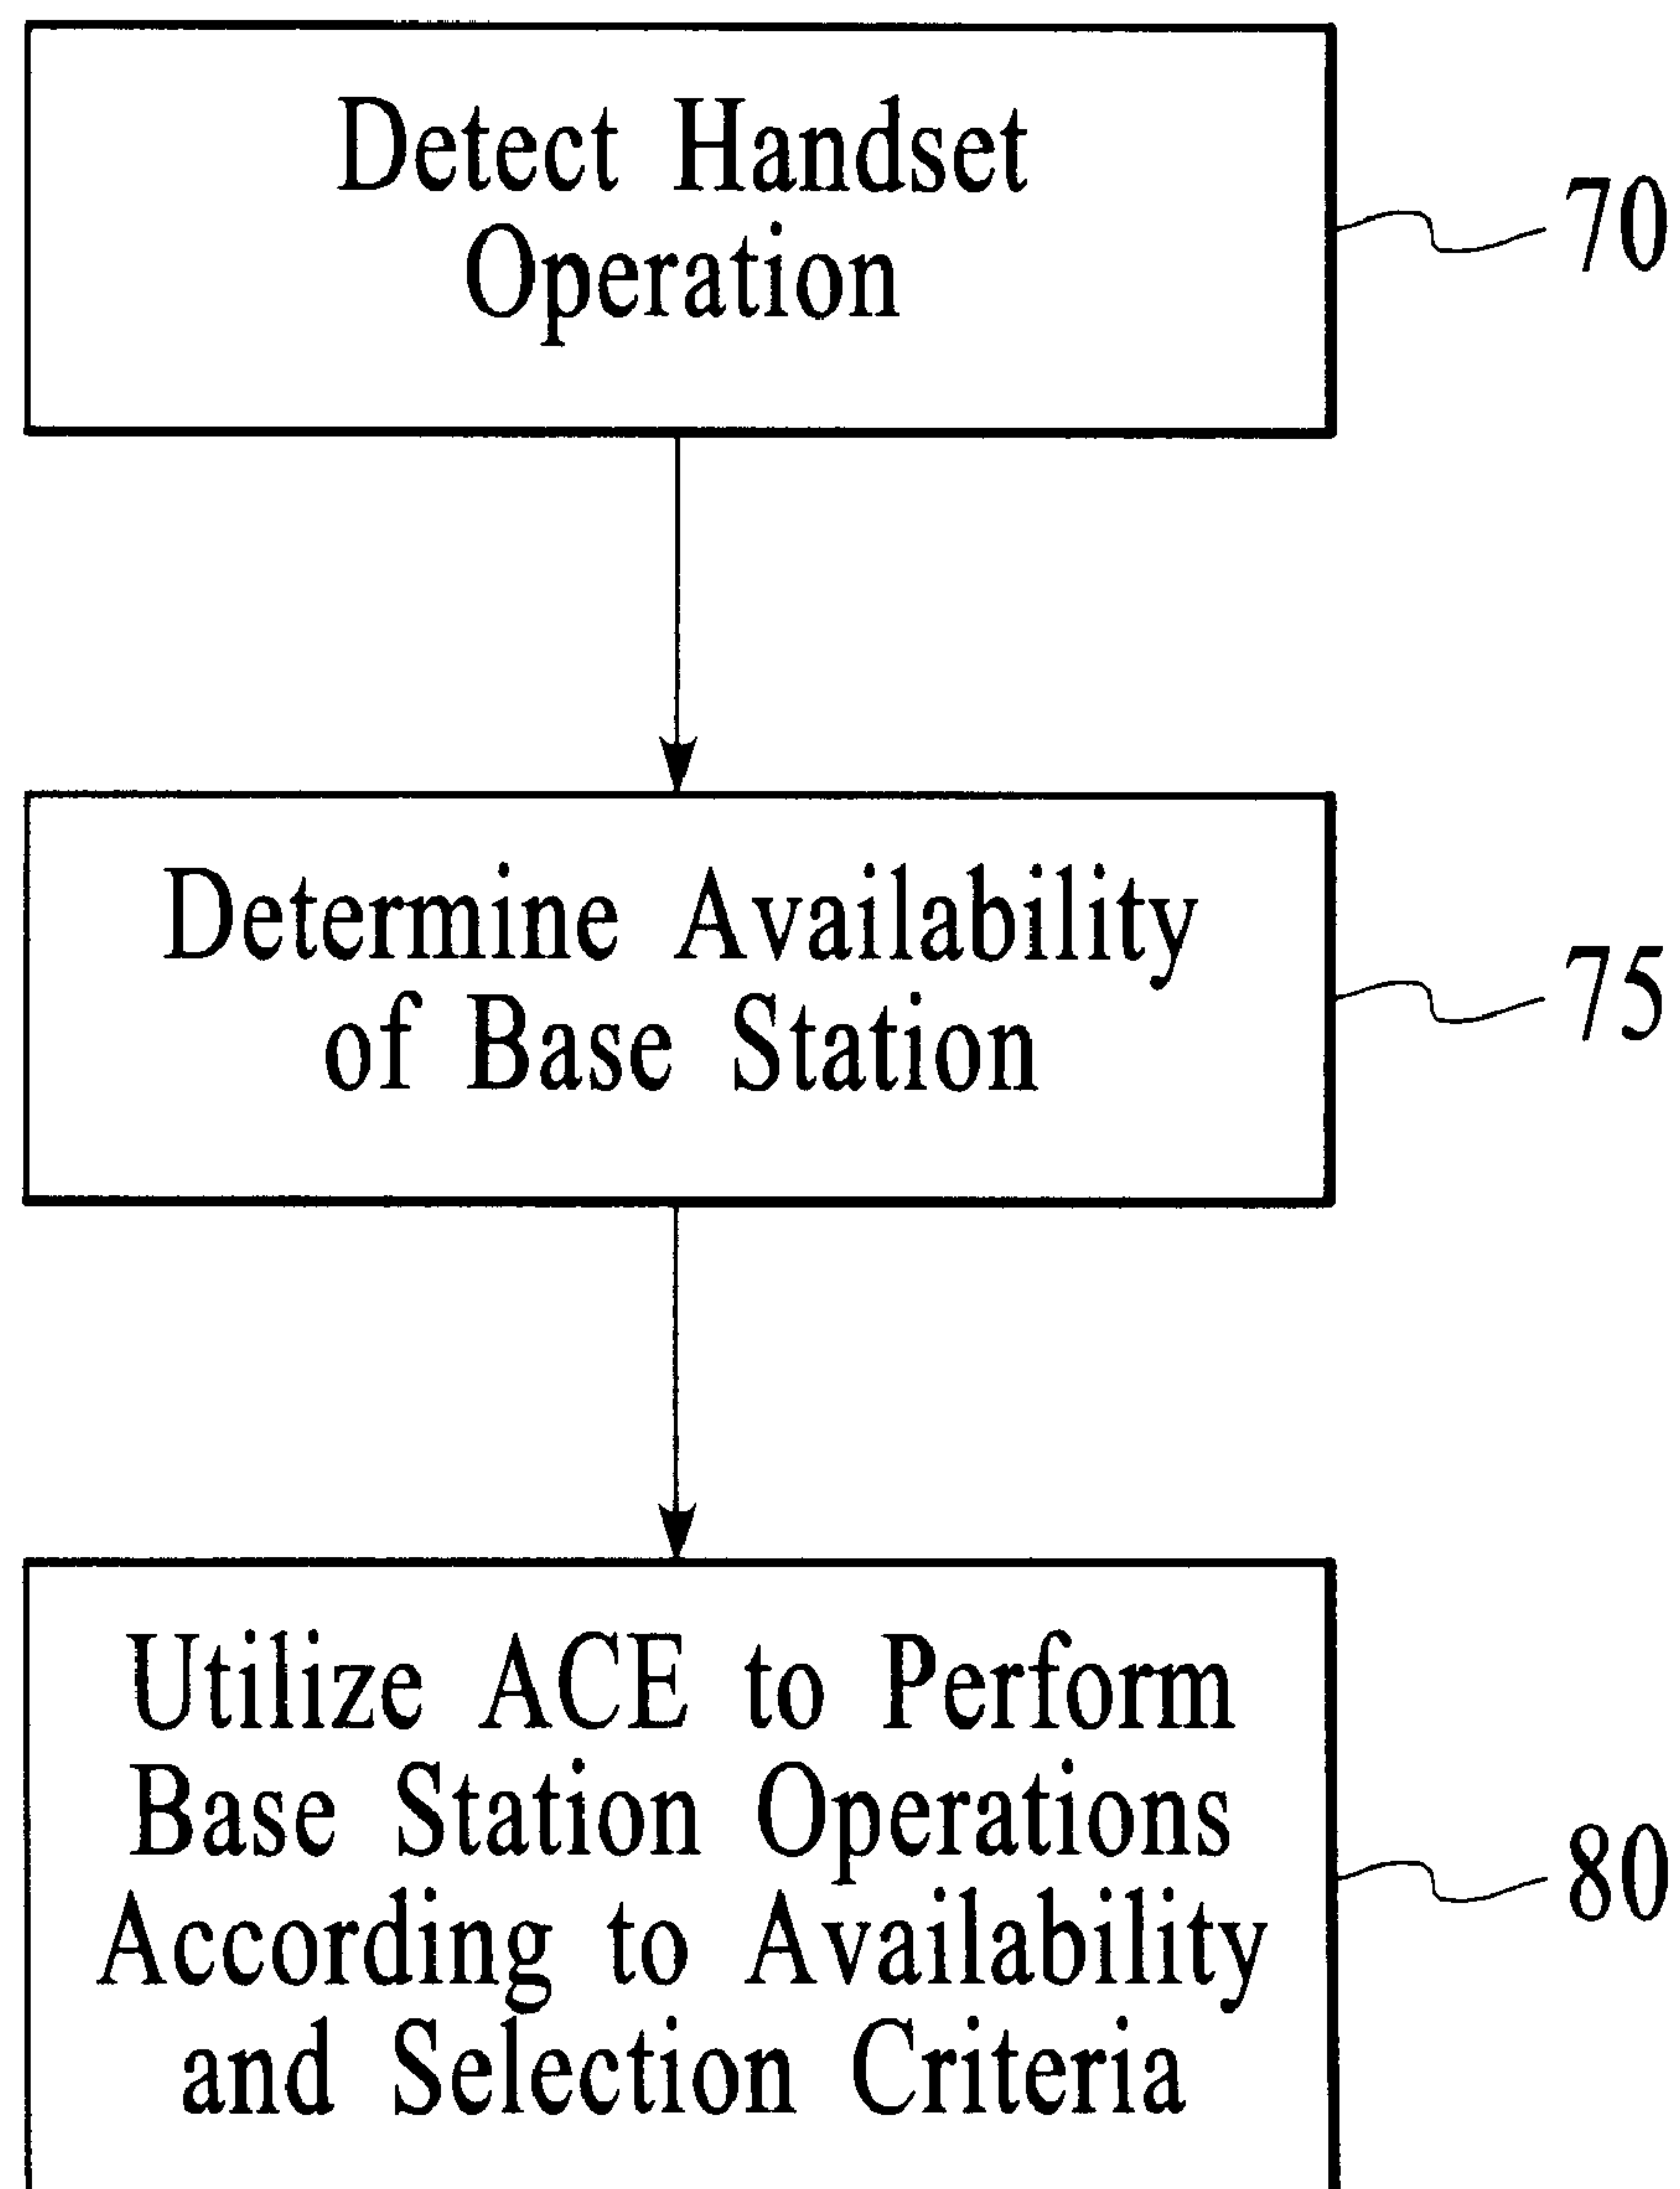 Detect Handset
Operation
70
Determine Availability
of Base Station
75
Utilize ACE to Perform
Base Station Operations
According to Availability
and Selection Criteria
80